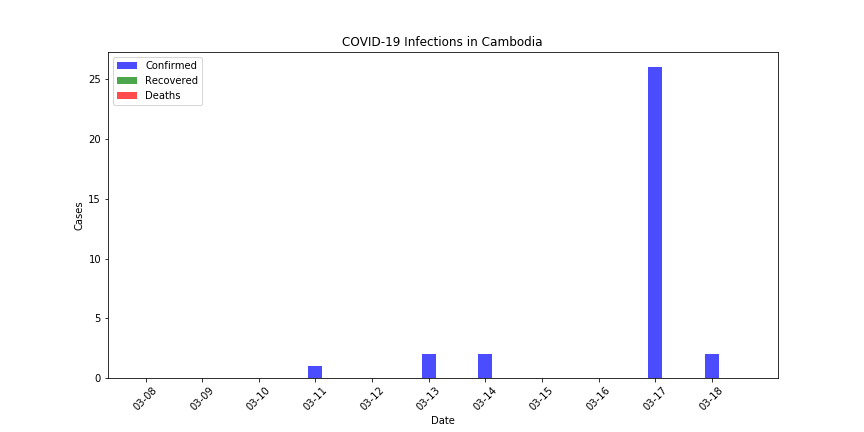 COVID-19 Infections in Cambodia
Confirmed
Recovered
Deaths
25
20
15
10
5
0
Cases
03-08
03-09
03-10
03-11
03-12
03-13
03-14
03-15
03-16
03-17
03-18
Date